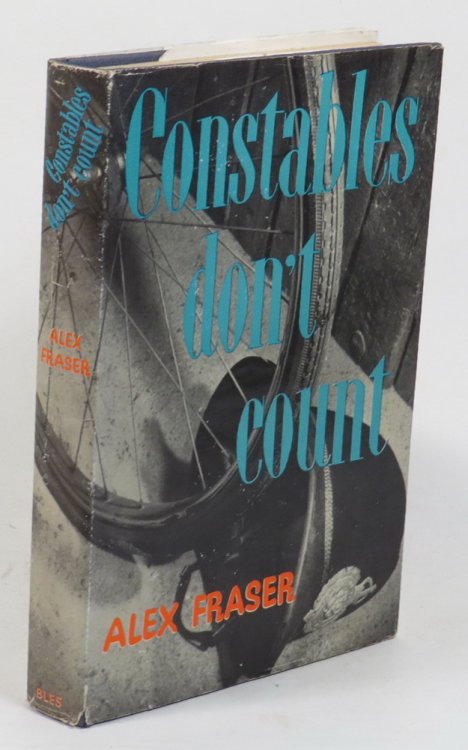 Constables
don't
count
ALEX FRASER
Constables
don't count
ALEX
FRASER
BLES